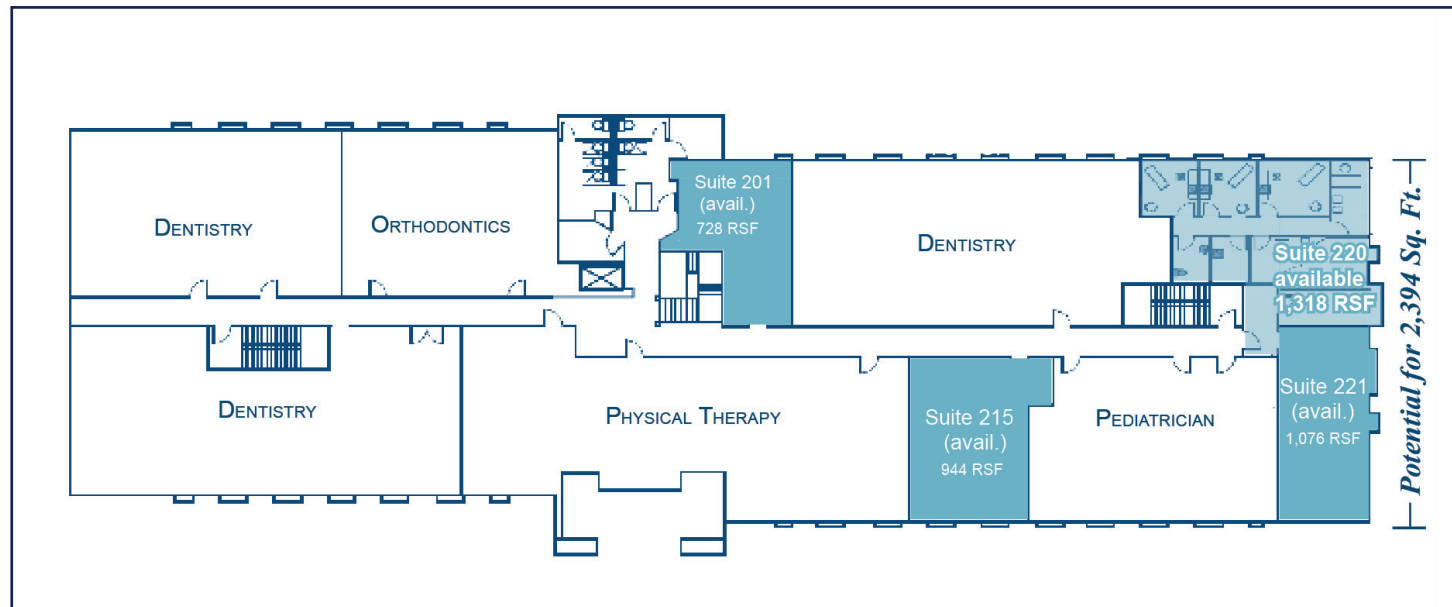 DENTISTRY
ORTHODONTICS
Suite 201
(avail.)
728 RSF
DENTISTRY
Suite 220
available
1,318 RSF
DENTISTRY
PHYSICAL THERAPY
Suite 215
(avail.)
944 RSF
PEDIATRICIAN
Suite 221
(avail.)
1,076 RSF
Potential for 2,394 Sq. Ft.